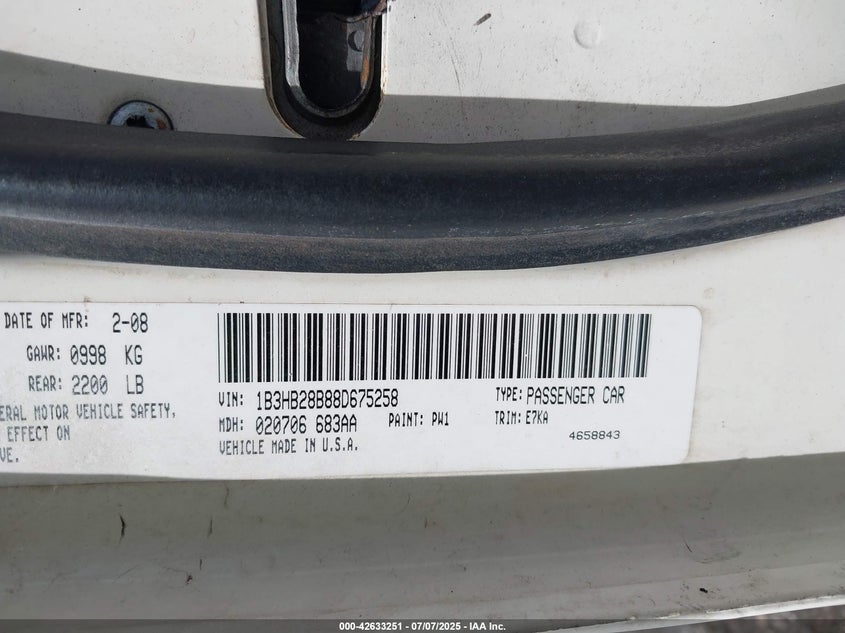 DATE OF MFR: 2-08
GAWR: 0998 KG
REAR: 2200 LB
ERAL MOTOR VEHICLE SAFETY,
EFFECT ON
VE.
VIN: 1B3HB28B88D675258 TYPE: PASSENGER CAR
MDH: 020706 683AA PAINT: PW1 TRIM: E7KA
VEHICLE MADE IN U.S.A. 4658843
000-42633251 - 07/07/2025 - IAA Inc.